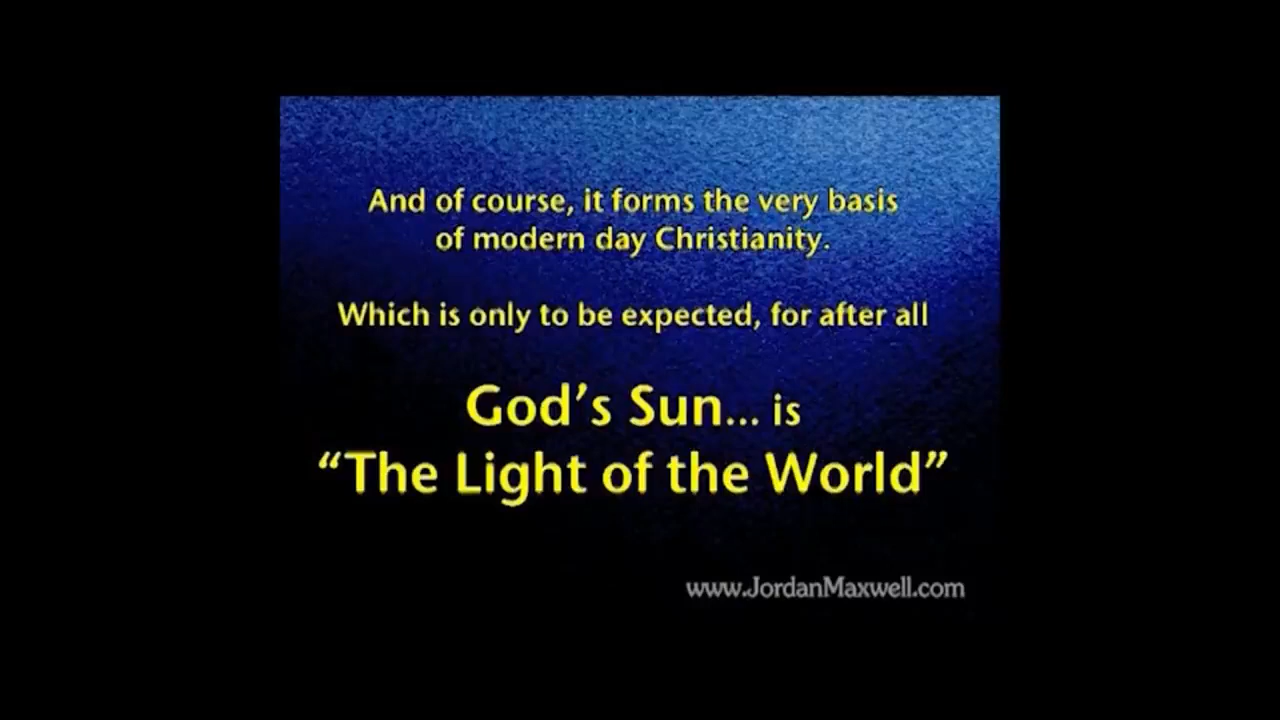 And of course, it forms the very basis
of modern day Christianity.
Which is only to be expected, for after all
God’s Sun... is
“The Light of the World”
www.JordanMaxwell.com